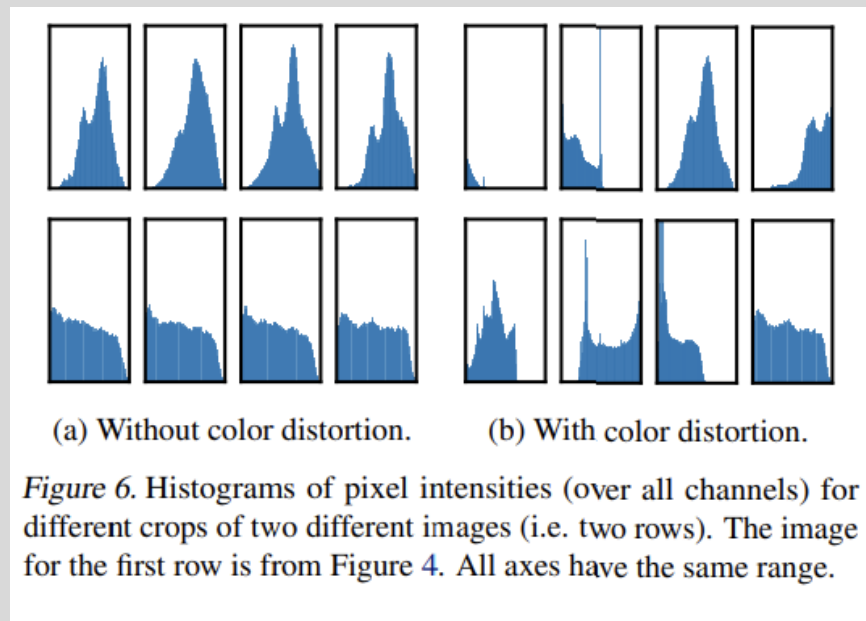 (a) Without color distortion.
(b) With color distortion.
Figure 6. Histograms of pixel intensities (over all channels) for
different crops of two different images (i.e. two rows). The image
for the first row is from Figure 4. All axes have the same range.